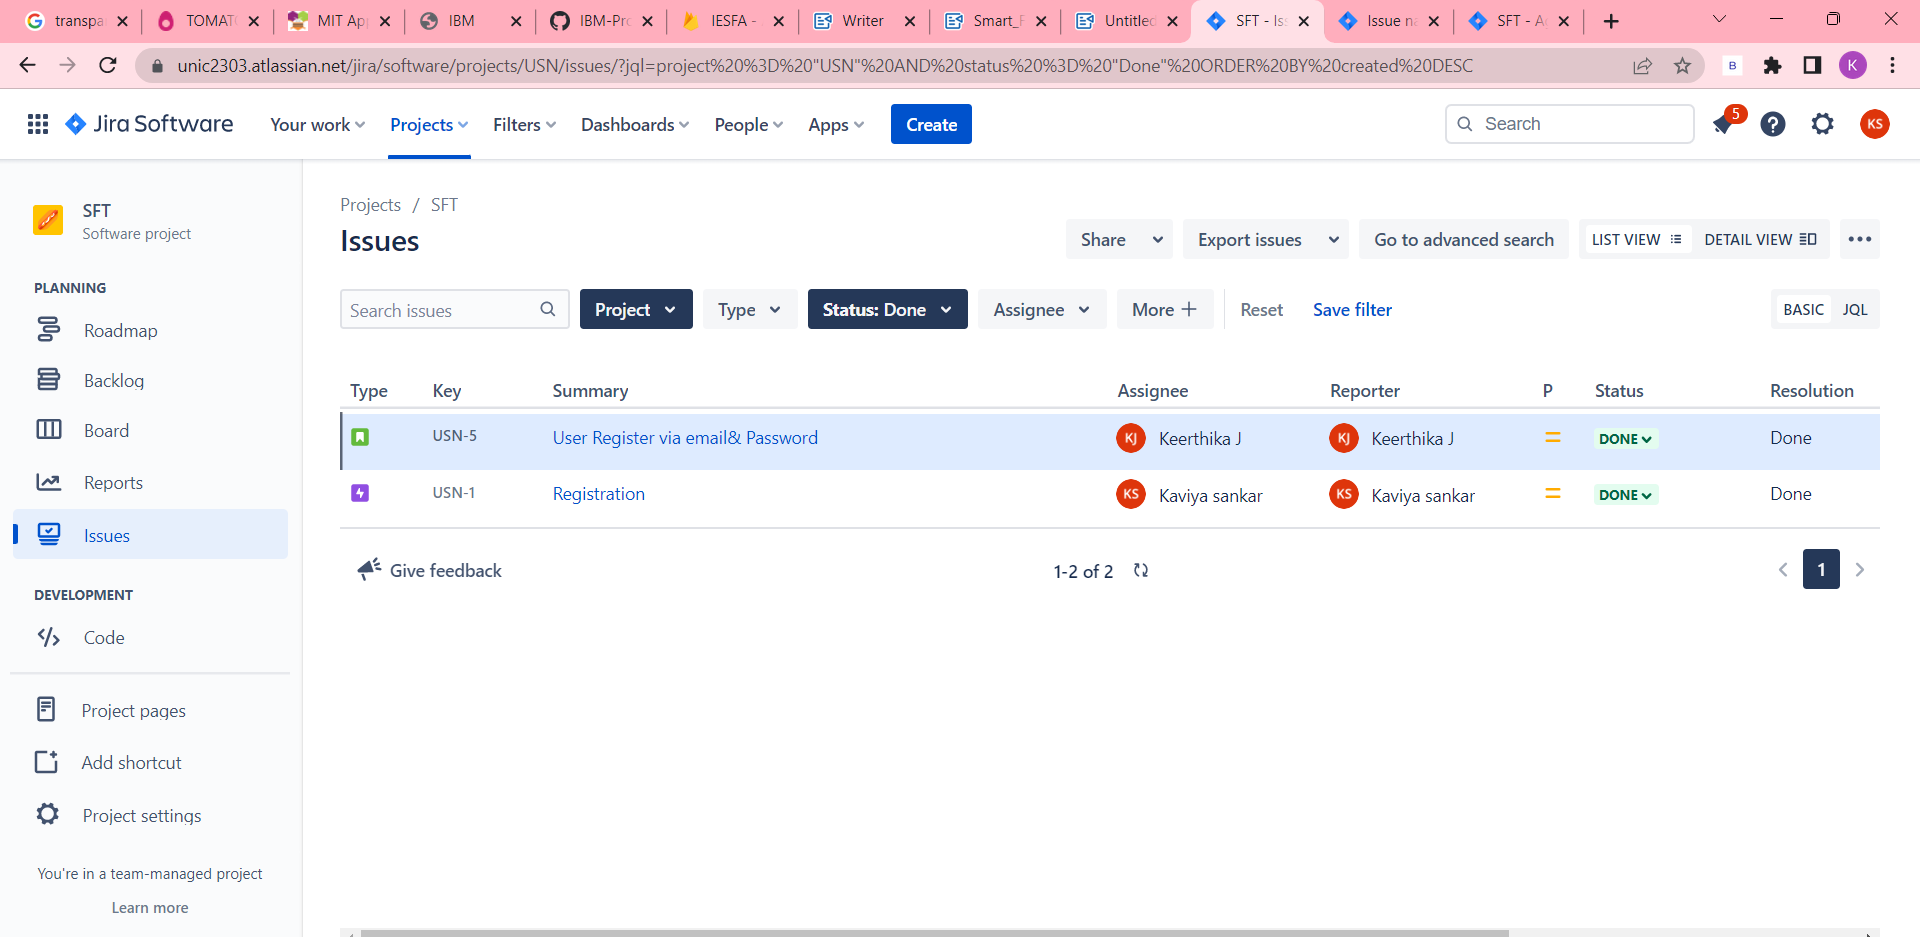 transpa TOMAT MIT Ap IBM IBM-Pro IESFA - Writer Smart_F Untitled SFT - Is Issue na SFT - A
unic2303.atlassian.net/jira/software/projects/USN/issues/?jql=project%20%3D%20"USN"%20AND%20status%20%3D%20"Done"%20ORDER%20BY%20created%20DESC B K
Jira Software Your work Projects Filters Dashboards People Apps Create Search 5 KS
SFT
Software project
PLANNING
Roadmap
Backlog
Board
Reports
Issues
DEVELOPMENT
Code
Project pages
Add shortcut
Project settings
You're in a team-managed project
Learn more
Projects / SFT
Issues
Share Export issues Go to advanced search LIST VIEW DETAIL VIEW
Search issues Project Type Status: Done Assignee More Reset Save filter BASIC JQL
Type Key Summary Assignee Reporter P Status Resolution
USN-5 User Register via email& Password KJ Keerthika J KJ Keerthika J DONE Done
USN-1 Registration KS Kaviya sankar KS Kaviya sankar DONE Done
Give feedback 1-2 of 2 1